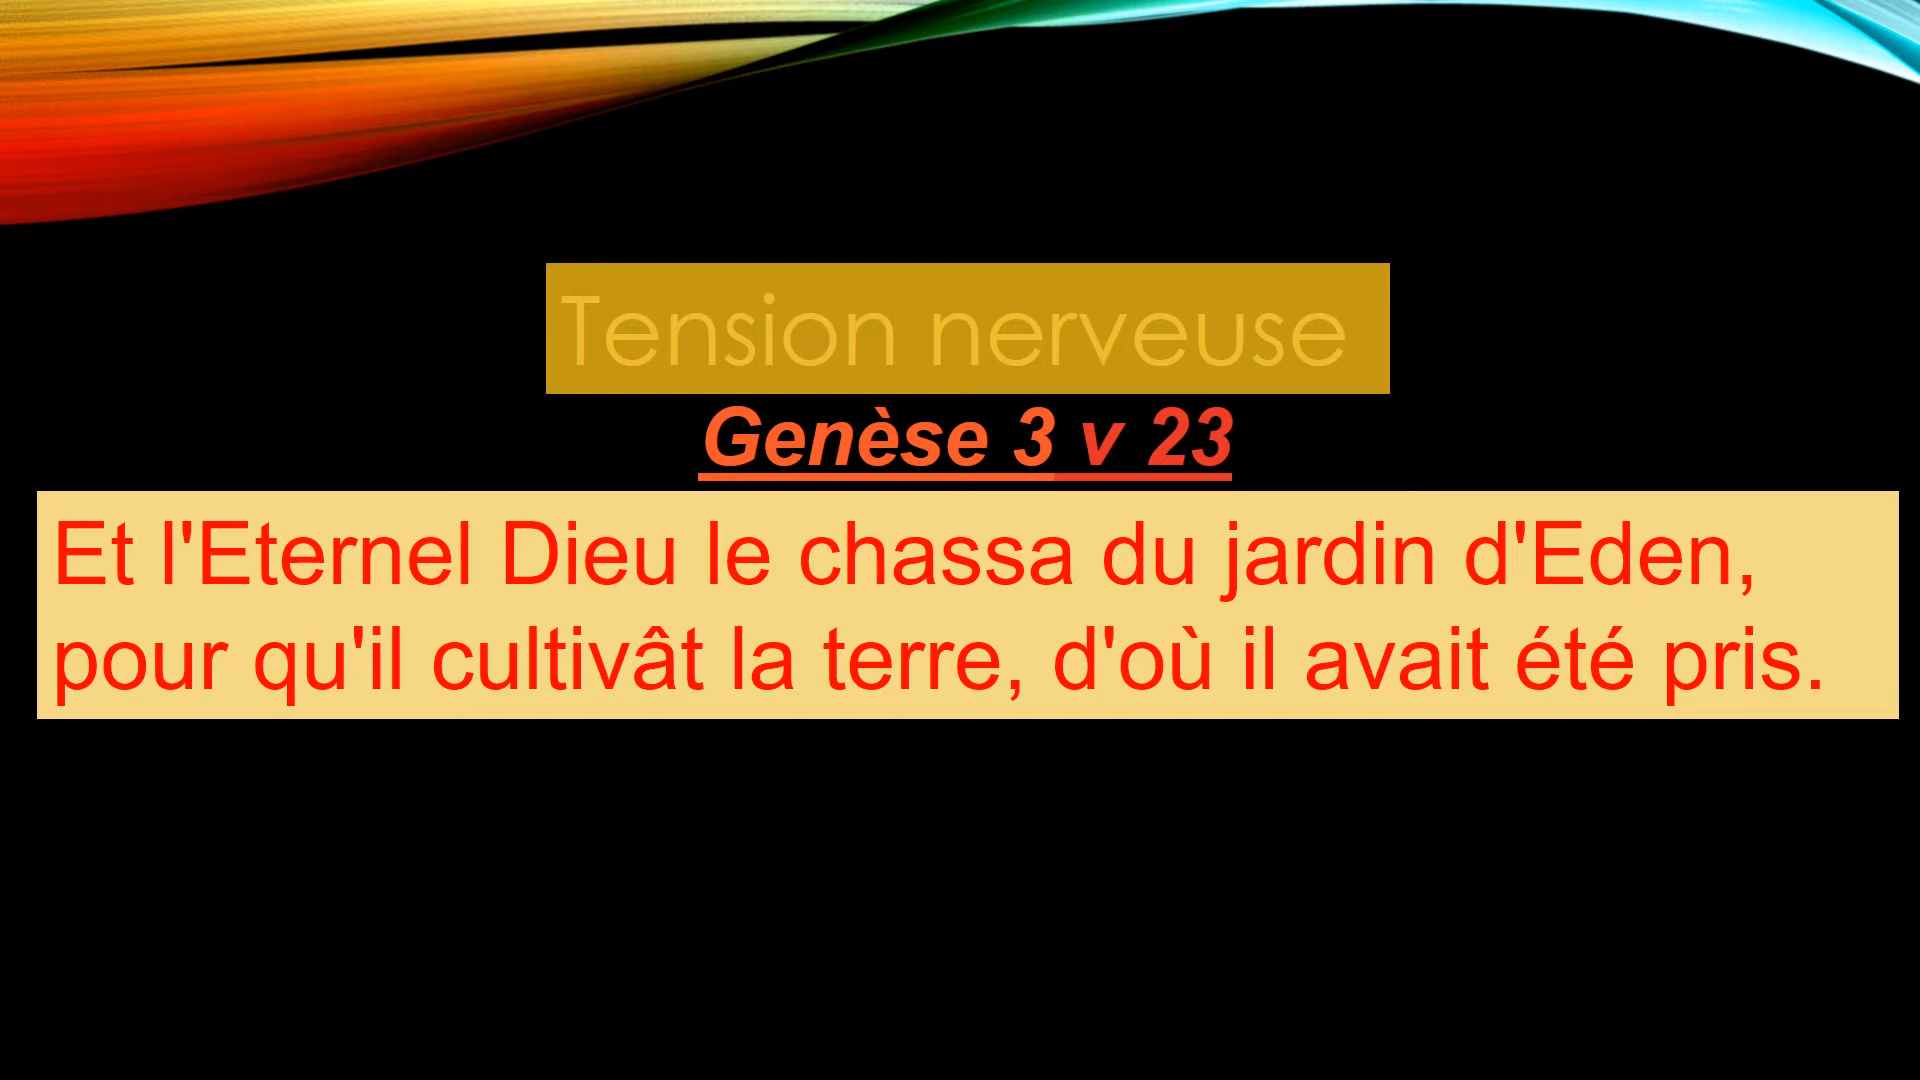 Tension nerveuse
Genèse 3 v 23
Et l'Eternel Dieu le chassa du jardin d'Eden,
pour qu'il cultivât la terre, d'où il avait été pris.